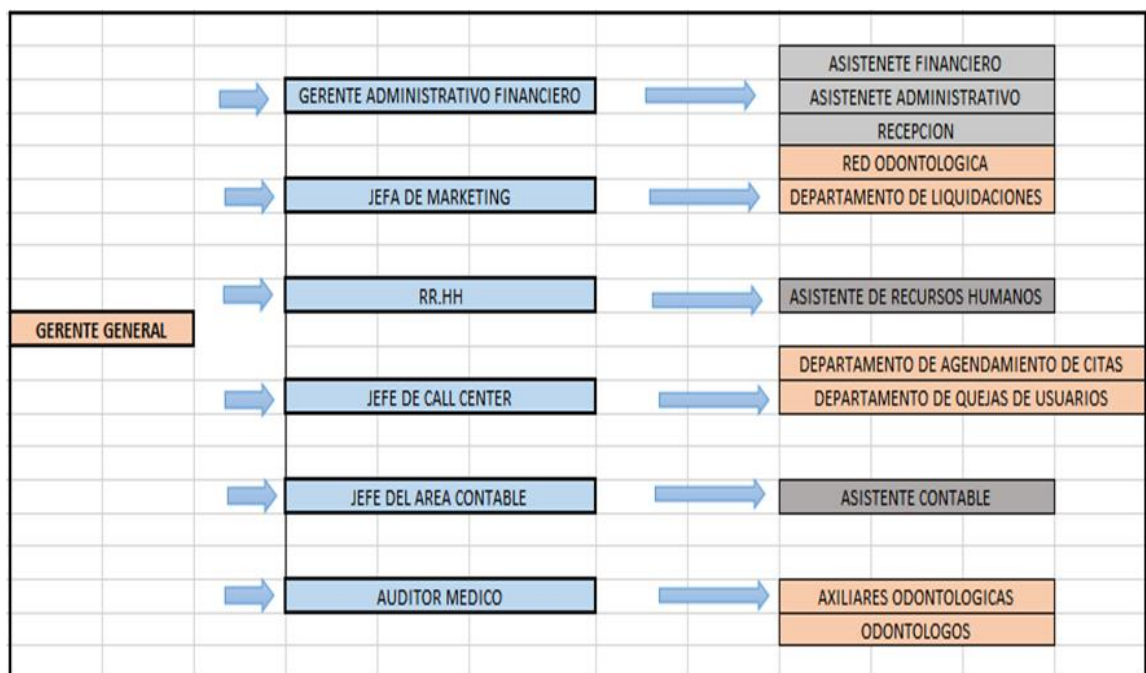 ASISTENETE FINANCIERO
GERENTE ADMINISTRATIVO FINANCIERO
ASISTENETE ADMINISTRATIVO
RECEPCION
RED ODONTOLOGICA
JEFA DE MARKETING
DEPARTAMENTO DE LIQUIDACIONES
RR.HH
ASISTENTE DE RECURSOS HUMANOS
GERENTE GENERAL
DEPARTAMENTO DE AGENDAMIENTO DE CITAS
JEFE DE CALL CENTER
DEPARTAMENTO DE QUEJAS DE USUARIOS
JEFE DEL AREA CONTABLE
ASISTENTE CONTABLE
AUDITOR MEDICO
AXILIARES ODONTOLOGICAS
ODONTOLOGOS